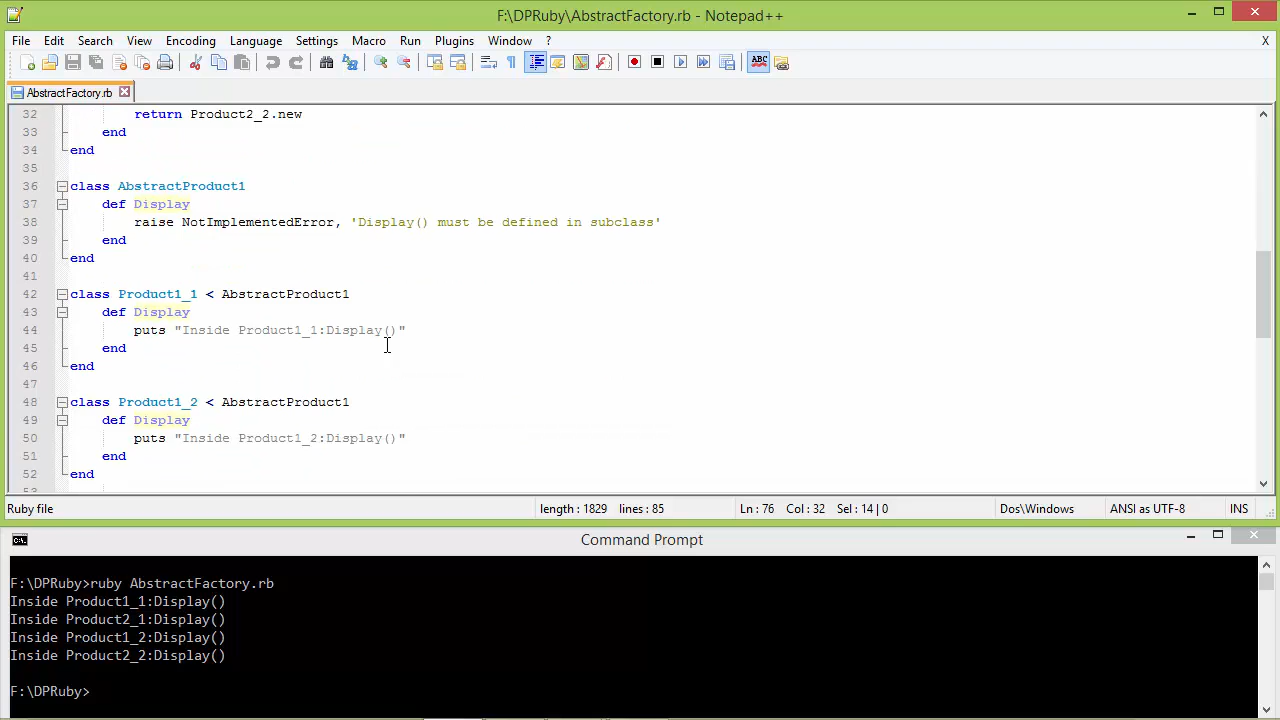 F:\DPRuby\AbstractFactory.rb - Notepad++
File Edit Search View Encoding Language Settings Macro Run Plugins Window ? X
ABC
AbstractFactory.rb
32 return Product2_2.new
33 end
34 end
35
36 class AbstractProduct1
37 def Display
38 raise NotImplementedError, 'Display() must be defined in subclass'
39 end
40 end
41
42 class Product1_1 < AbstractProduct1
43 def Display
44 puts "Inside Product1_1:Display()"
45 end
46 end
47
48 class Product1_2 < AbstractProduct1
49 def Display
50 puts "Inside Product1_2:Display()"
51 end
52 end
53
Ruby file length : 1829 lines : 85 Ln : 76 Col : 32 Sel : 14 | 0 Dos\Windows ANSI as UTF-8 INS
Command Prompt
F:\DPRuby>ruby AbstractFactory.rb
Inside Product1_1:Display()
Inside Product2_1:Display()
Inside Product1_2:Display()
Inside Product2_2:Display()
F:\DPRuby>